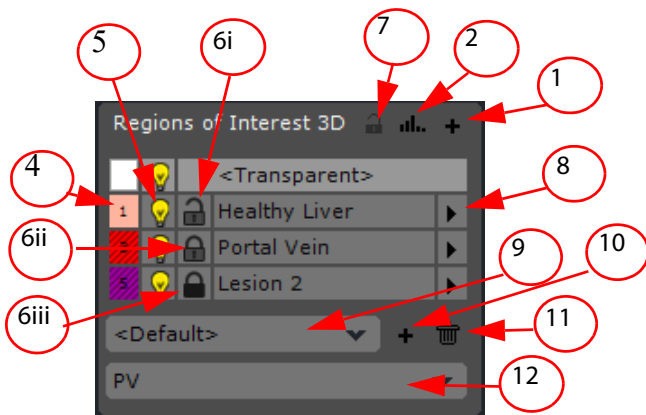 5
6i
7
2
1
Regions of Interest 3D
4
<Transparent>
1 Healthy Liver
8
6ii
Portal Vein
9
10
6iii
5 Lesion 2
<Default>
11
PV
12